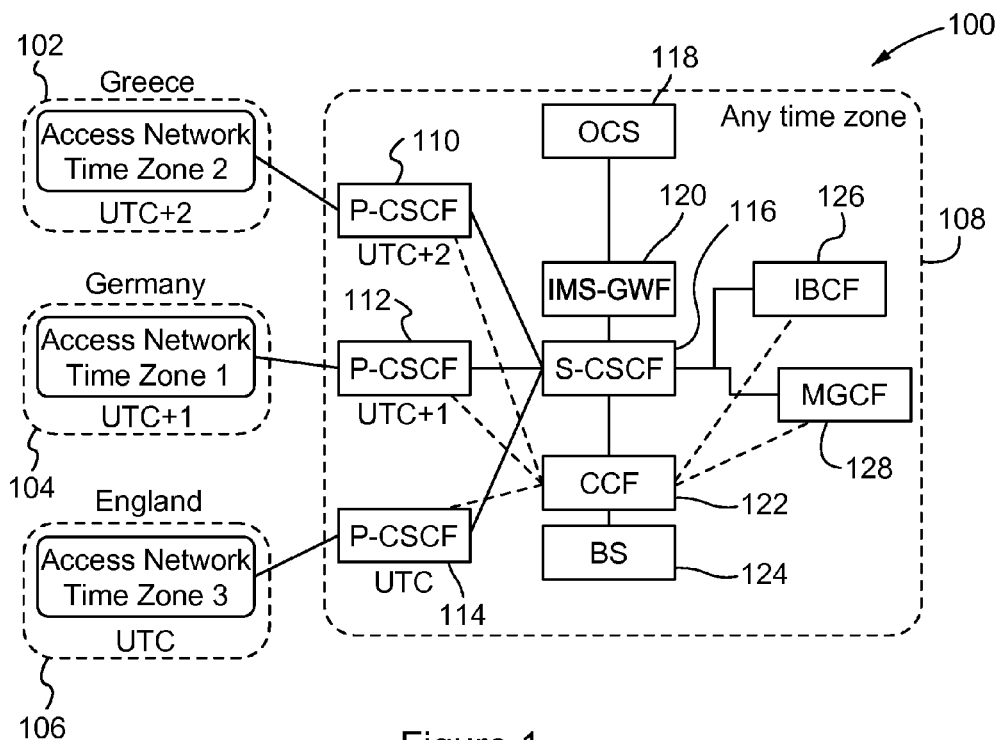 100
102
Greece
Access Network
Time Zone 2
UTC+2
118
OCS
Any time zone
110
P-CSCF
UTC+2
120
IMS-GWF
116
126
IBCF
108
Germany
Access Network
Time Zone 1
UTC+1
104
112
P-CSCF
UTC+1
S-CSCF
MGCF
128
England
Access Network
Time Zone 3
UTC
106
P-CSCF
UTC
114
CCF
122
BS
124
Figure 1